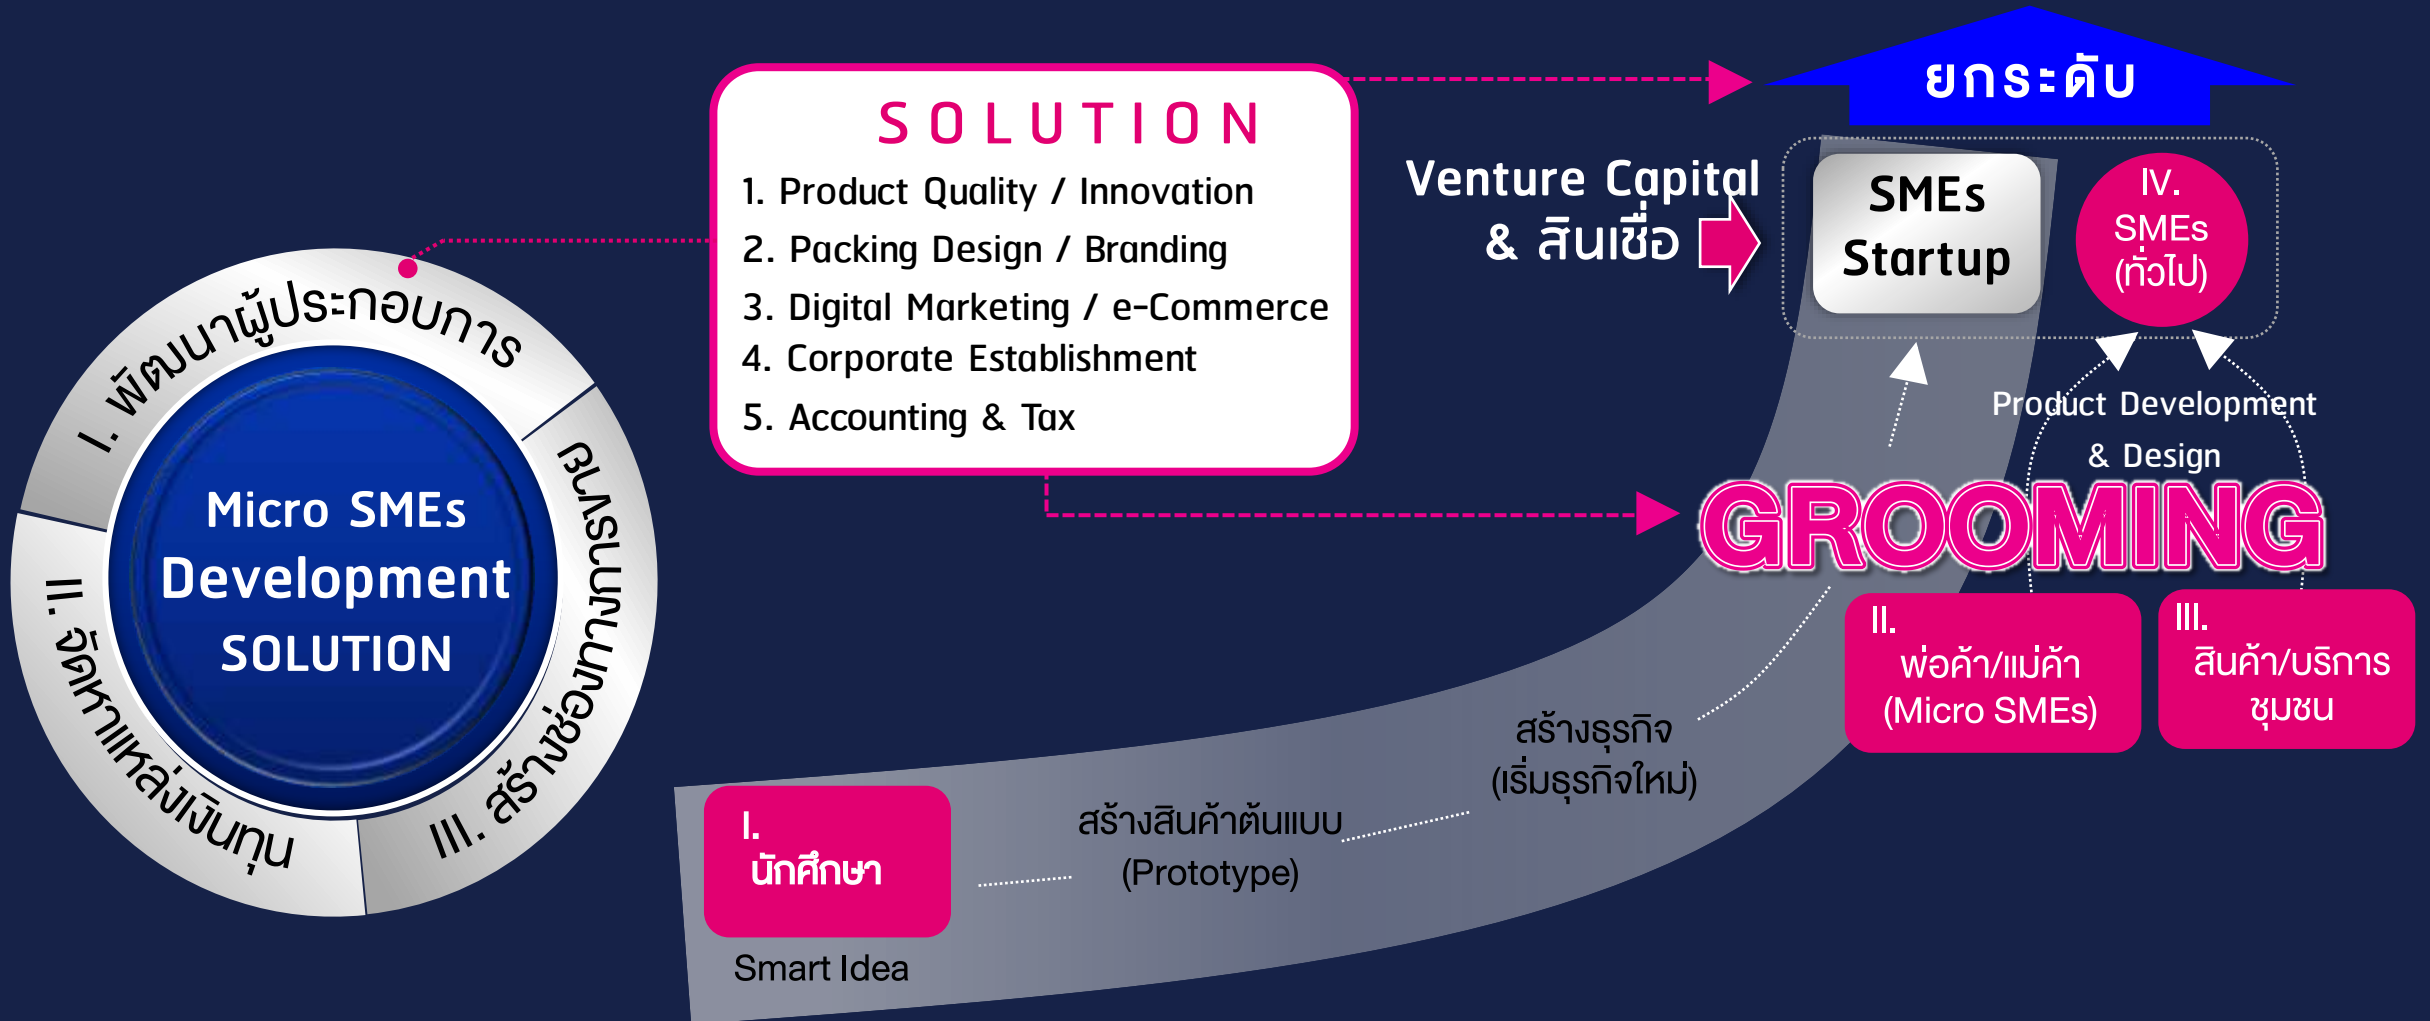 I. พัฒนาผู้ประกอบการ
II. จัดหาแหล่งเงินทุน
III. สร้างช่องทางการขาย
Micro SMEs
Development
SOLUTION
SOLUTION
1. Product Quality / Innovation
2. Packing Design / Branding
3. Digital Marketing / e-Commerce
4. Corporate Establishment
5. Accounting & Tax
ยกระดับ
Venture Capital
& สินเชื่อ
SMEs
Startup
IV.
SMEs
(ทั่วไป)
Product Development
& Design
GROOMING
II.
พ่อค้า/แม่ค้า
(Micro SMEs)
III.
สินค้า/บริการ
ชุมชน
สร้างธุรกิจ
(เริ่มธุรกิจใหม่)
สร้างสินค้าต้นแบบ
(Prototype)
I.
นักศึกษา
Smart Idea